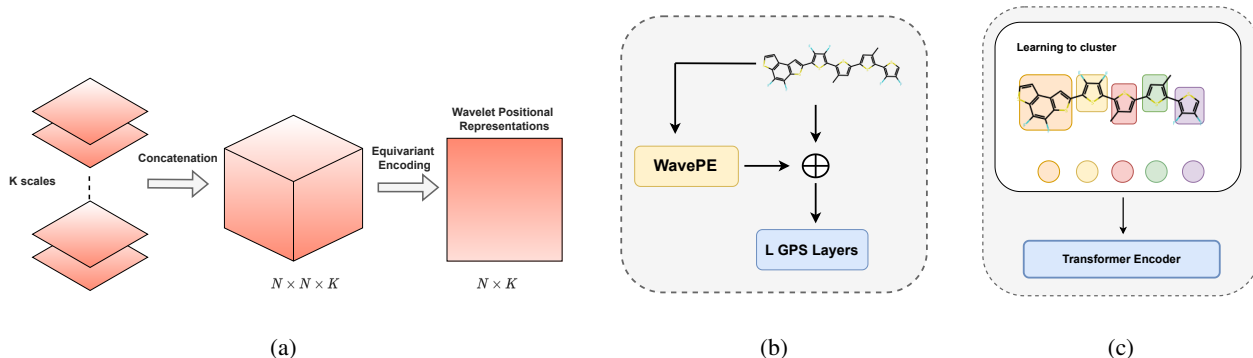 K scales
Concatenation
N × N × K
Equivariant
Encoding
Wavelet Positional
Representations
N × K
(a)
WavePE
L GPS Layers
(b)
Learning to cluster
Transformer Encoder
(c)